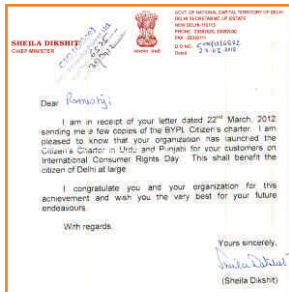 SHEILA DIKSHIT
CHIEF MINISTER
GOVT OF NATIONAL CAPITAL TERRITORY OF DELHI
DELHI SECRETARIAT, I.P. ESTATE
NEW DELHI-110002
Dear Rameshji
I am in receipt of your letter dated 22nd March, 2012
sending me a few copies of the BYPL Citizen's charter. I am
pleased to know that your organization has launched the
Citizen's Charter in Urdu and Punjabi for your customers on
International Consumer Rights Day. This shall benefit the
citizen of Delhi at large.
I congratulate you and your organization for this
achievement and wish you the very best for your future
endeavours.
With regards.
Yours sincerely,
Sheila Dikshit
(Sheila Dikshit)